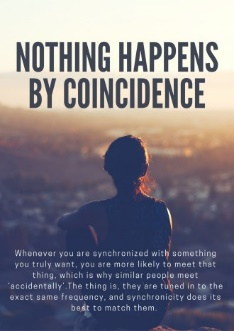 NOTHING HAPPENS
BY COINCIDENCE
Whenever you are synchronized with something
you truly want, you are more likely to meet that
thing, which is why similar people meet
'accidentally'.The thing is, they are tuned in to the
exact same frequency, and synchronicity does its
best to match them.